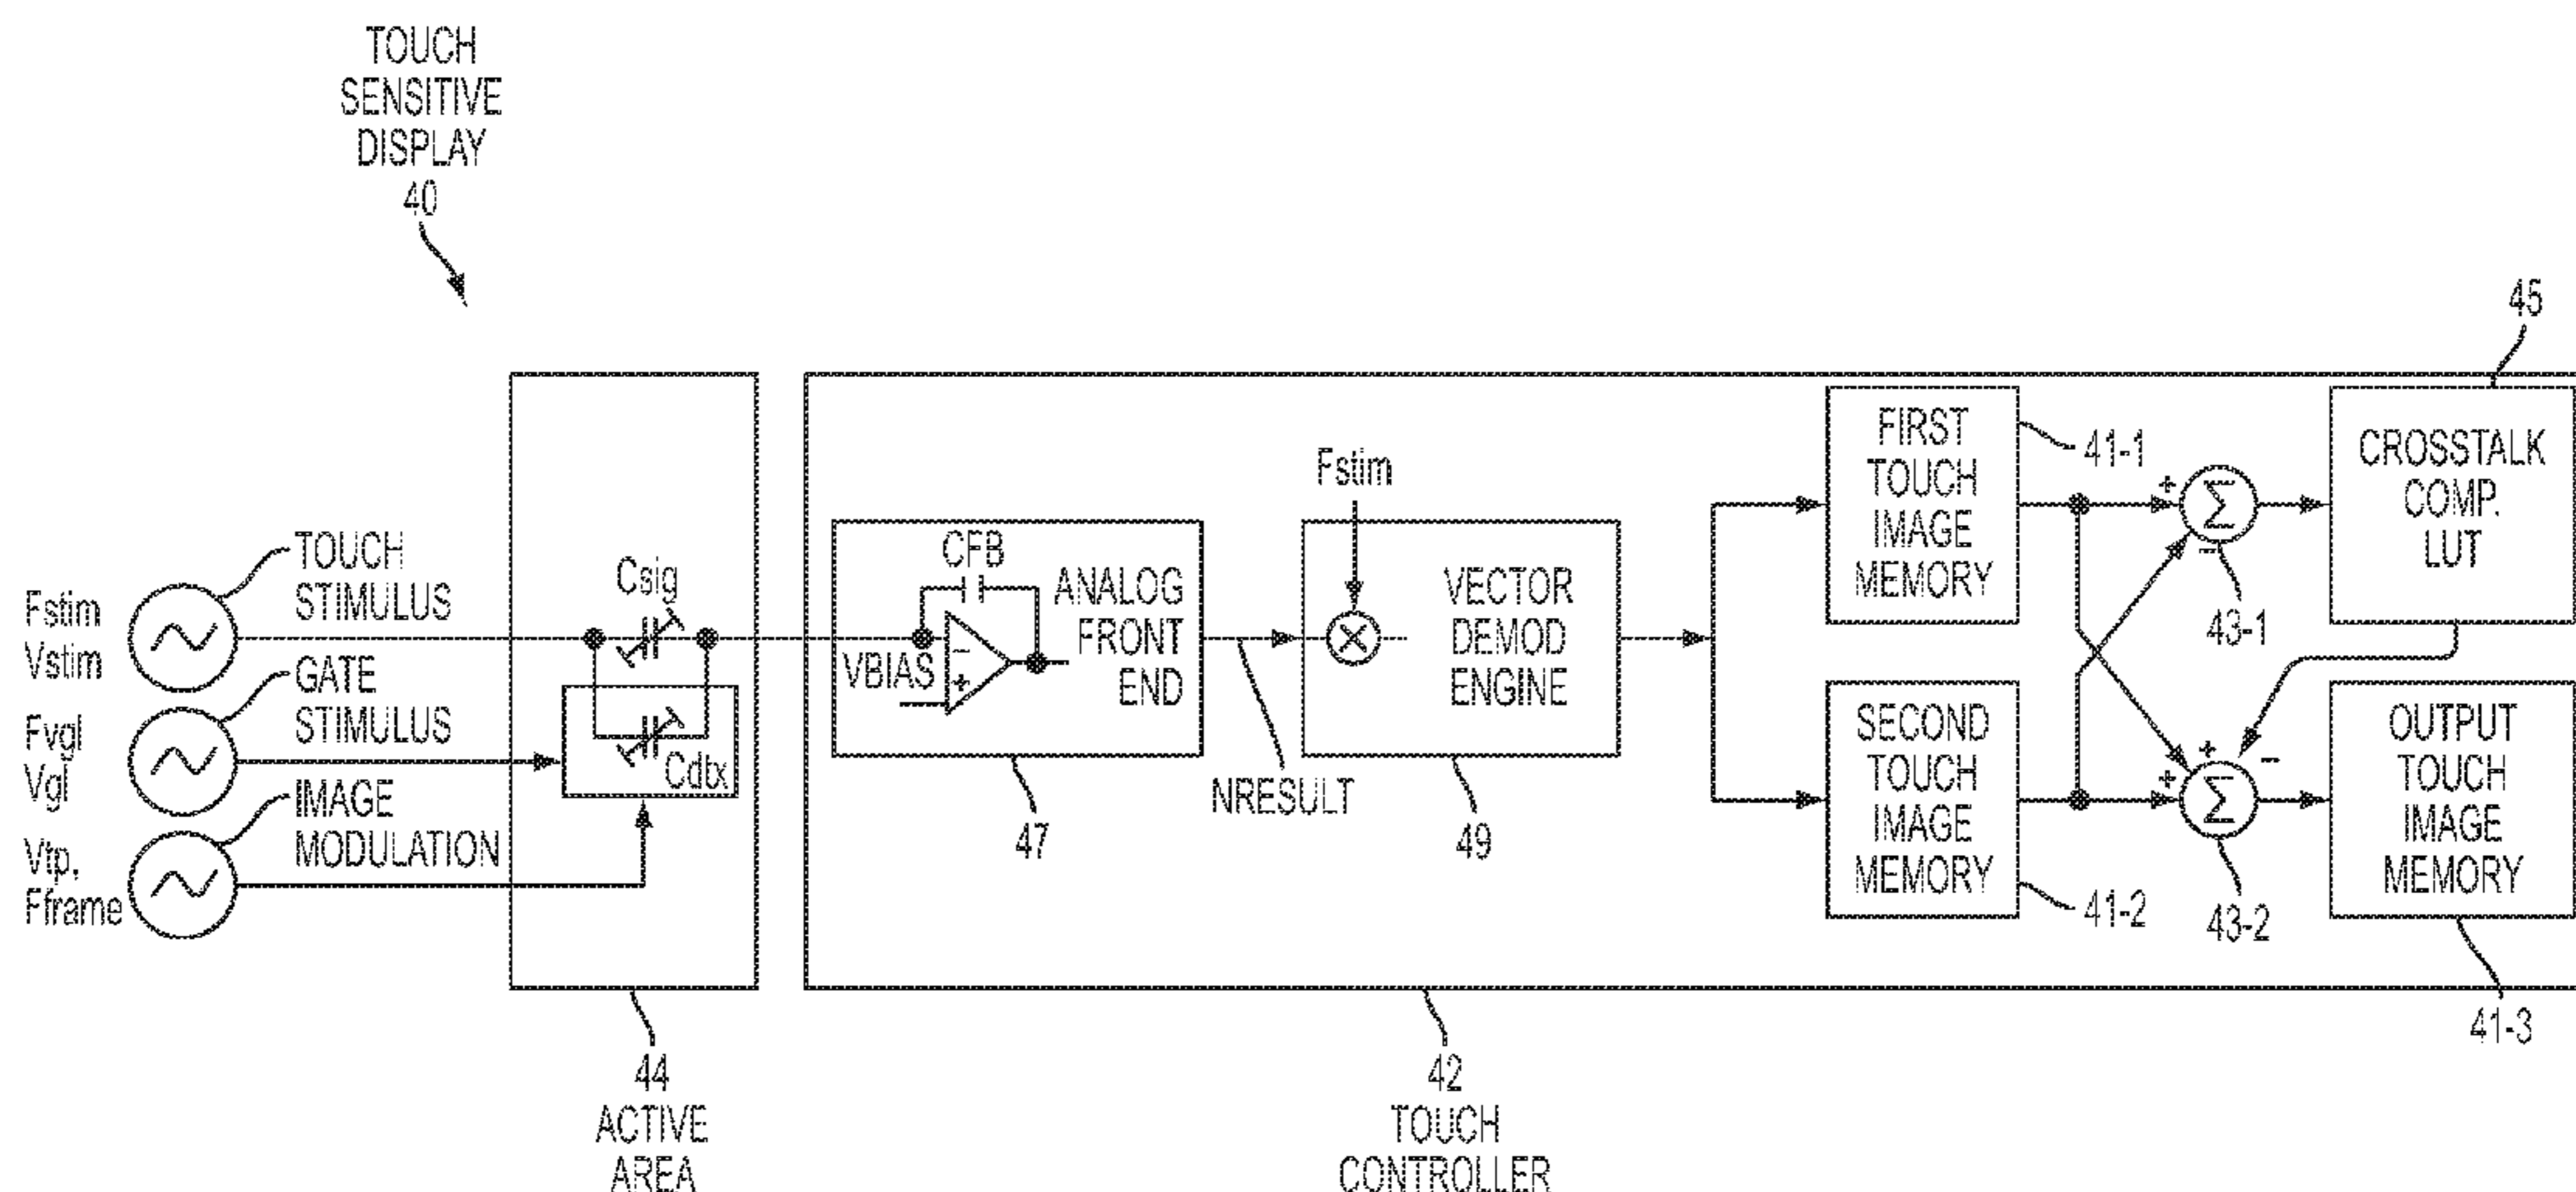 TOUCH
SENSITIVE
DISPLAY
40
45
Fstim
Vstim
TOUCH
STIMULUS
Fvgl
Vgl
GATE
STIMULUS
Vtp,
Fframe
IMAGE
MODULATION
Csig
Cdtx
44
ACTIVE
AREA
CFB
VBIAS
-
+
ANALOG
FRONT
END
47
NRESULT
Fstim
VECTOR
DEMOD
ENGINE
49
FIRST
TOUCH
IMAGE
MEMORY
41-1
SECOND
TOUCH
IMAGE
MEMORY
41-2
+
Σ
-
43-1
+
+
-
Σ
43-2
CROSSTALK
COMP.
LUT
OUTPUT
TOUCH
IMAGE
MEMORY
41-3
42
TOUCH
CONTROLLER